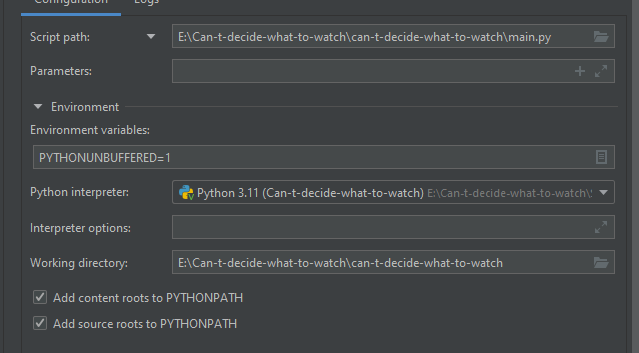 Configuration Logs
Script path: E:\Can-t-decide-what-to-watch\can-t-decide-what-to-watch\main.py
Parameters:
Environment
Environment variables:
PYTHONUNBUFFERED=1
Python interpreter: Python 3.11 (Can-t-decide-what-to-watch) E:\Can-t-decide-what-to-watch\
Interpreter options:
Working directory: E:\Can-t-decide-what-to-watch\can-t-decide-what-to-watch
Add content roots to PYTHONPATH
Add source roots to PYTHONPATH